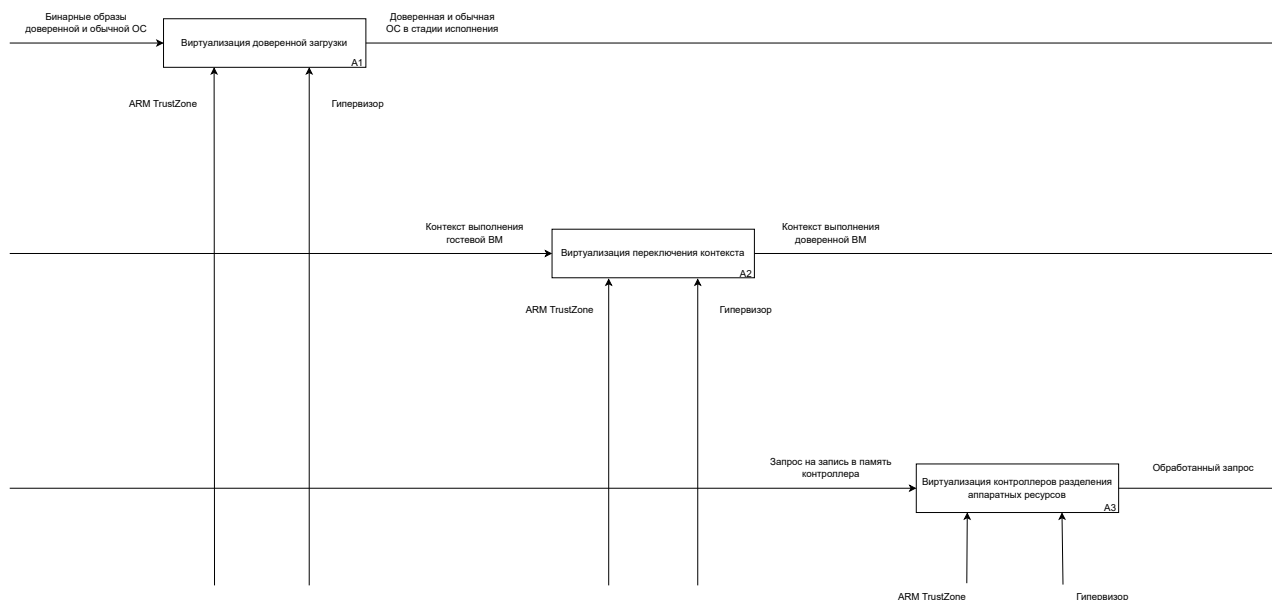 Бинарные образы
доверенной и обычной ОС
Виртуализация доверенной загрузки
A1
Доверенная и обычная
ОС в стадии исполнения
ARM TrustZone
Гипервизор
Контекст выполнения
гостевой ВМ
Виртуализация переключения контекста
A2
Контекст выполнения
доверенной ВМ
ARM TrustZone
Гипервизор
Запрос на запись в память
контроллера
Виртуализация контроллеров разделения
аппаратных ресурсов
A3
Обработанный запрос
ARM TrustZone
Гипервизор